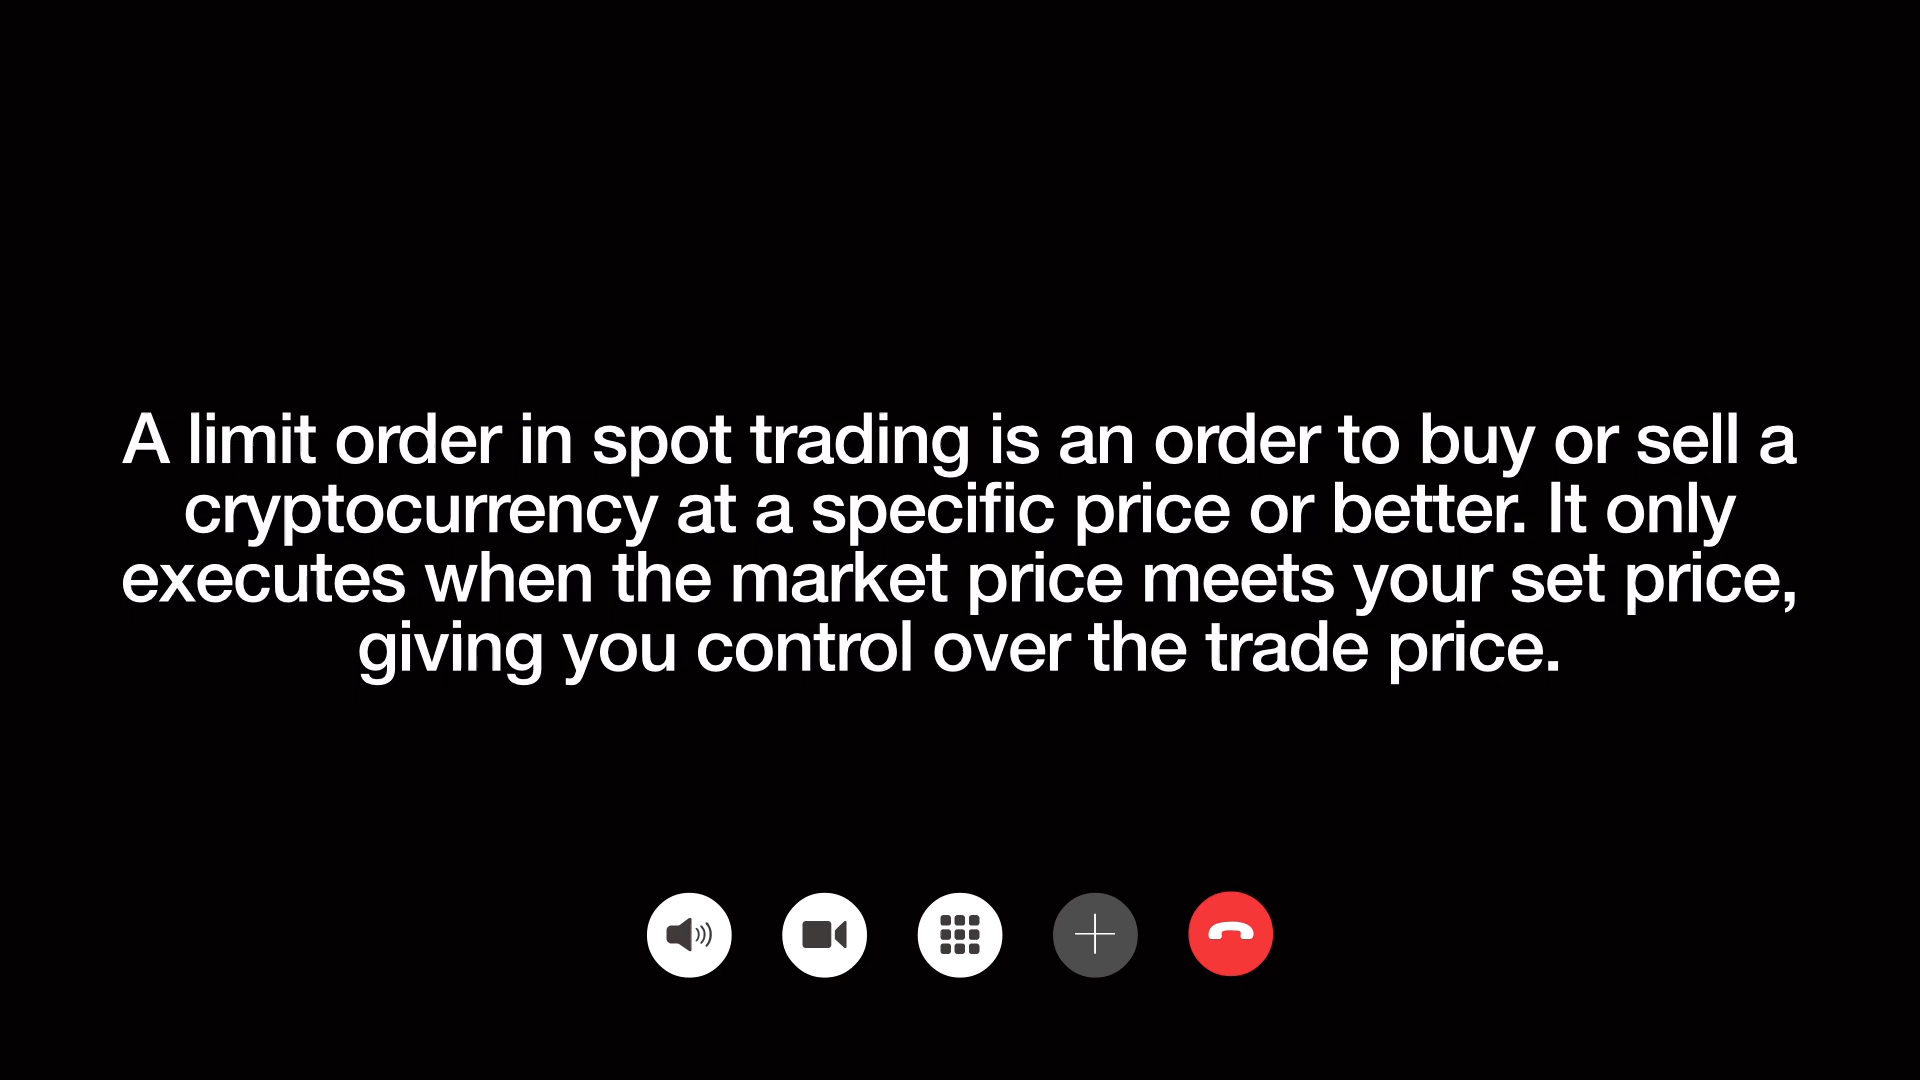 A limit order in spot trading is an order to buy or sell a
cryptocurrency at a specific price or better. It only
executes when the market price meets your set price,
giving you control over the trade price.